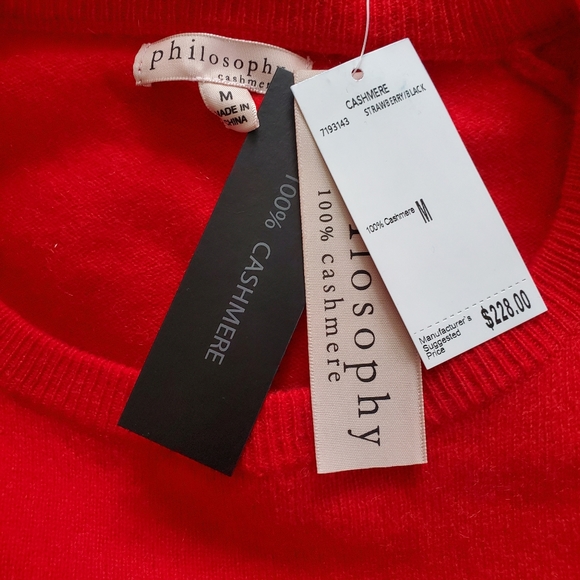 philosophy
cashmere
M
MADE IN
CHINA
100% CASHMERE
losophy
100% cashmere
CASHMERE
7193143 STRAWBERRY/BLACK
100% Cashmere M
Manufacturer's
Suggested
Price
$228.00